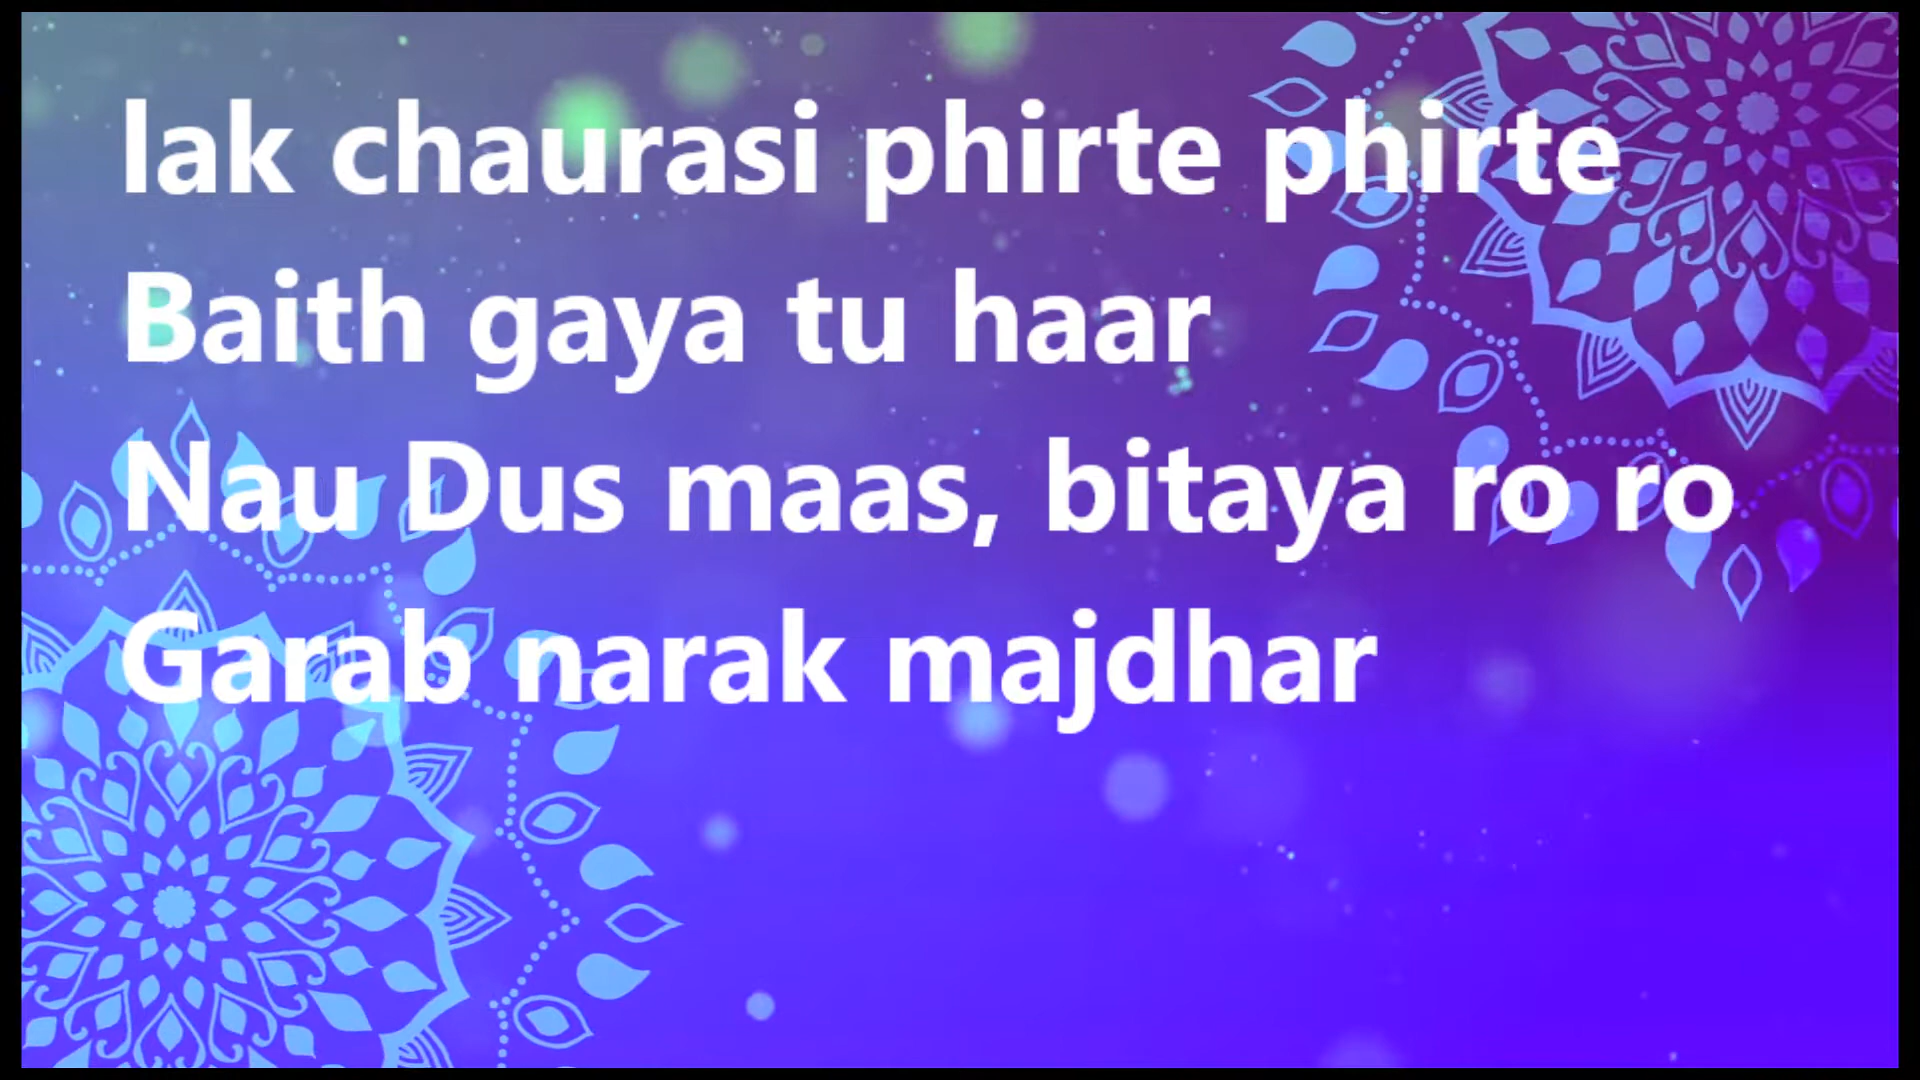 lak chaurasi phirte phirte
Baith gaya tu haar
Nau Dus maas, bitaya ro ro
Garab narak majdhar